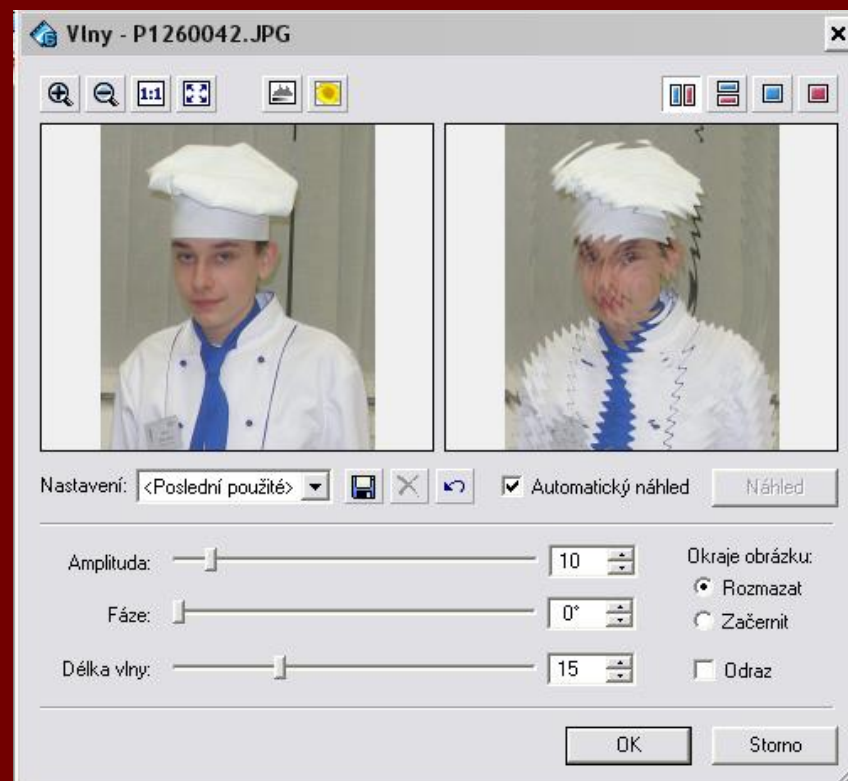 Vlny - P1260042.JPG
1:1
Nastavení: <Poslední použité> Automatický náhled Náhled
Amplituda: 10 Okraje obrázku:
Rozmazat
Fáze: 0° Začernit
Délka vlny: 15 Odraz
OK Storno